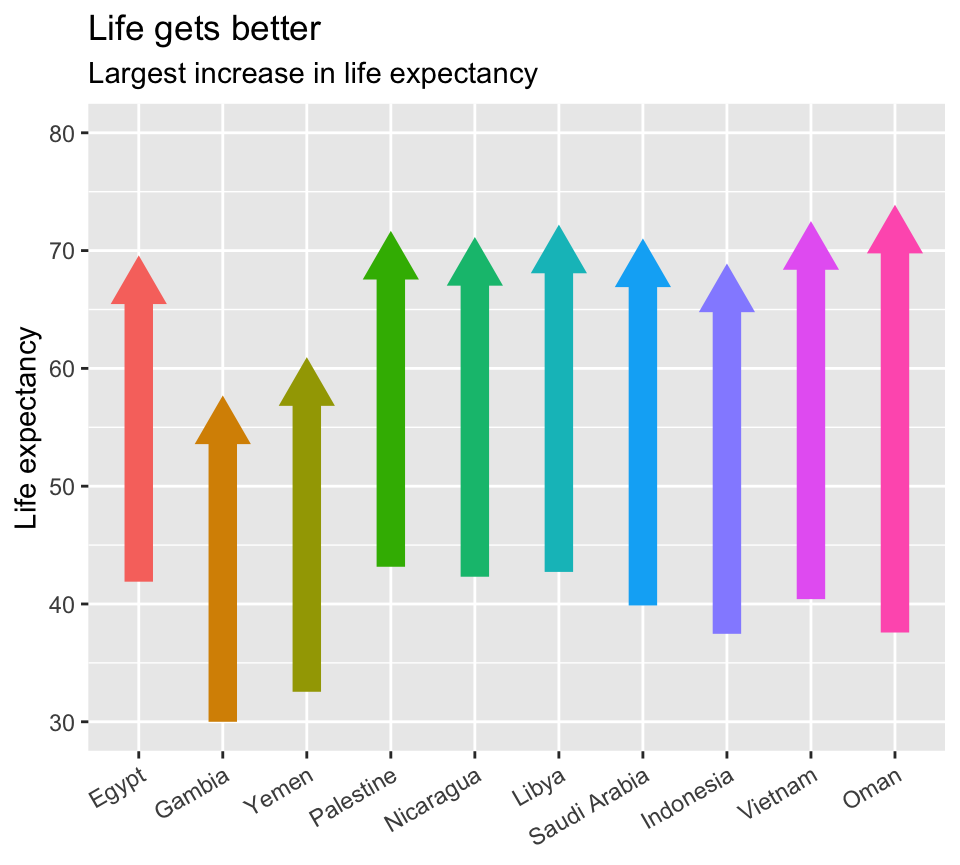 Life gets better
Largest increase in life expectancy
Life expectancy
80
70
60
50
40
30
Egypt
Gambia
Yemen
Palestine
Nicaragua
Libya
Saudi Arabia
Indonesia
Vietnam
Oman